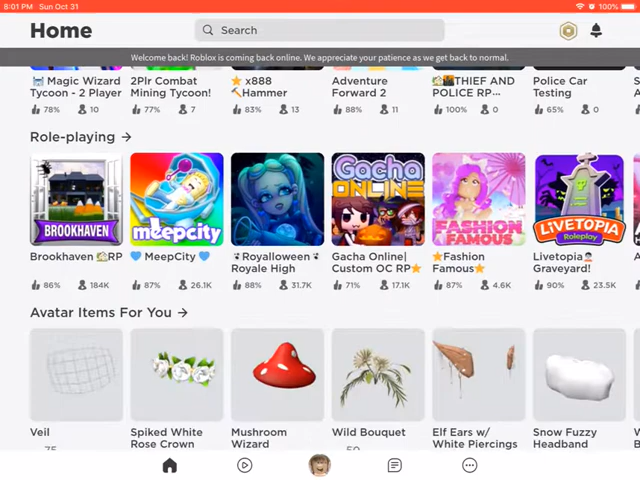 8:01 PM Sun Oct 31
100%
Home
Search
Welcome back! Roblox is coming back online. We appreciate your patience as we get back to normal.
Magic Wizard Tycoon - 2 Player
78% 10
2Plr Combat Mining Tycoon!
77% 7
x888 Hammer
83% 13
Adventure Forward 2
88% 11
THIEF AND POLICE RP...
100% 0
Police Car Testing
65% 0
Role-playing →
BROOKHAVEN
meepcity
Gacha ONLINE
FASHION FAMOUS
LIVETOPIA Roleplay
Brookhaven RP
86% 184K
MeepCity
87% 26.1K
Royalloween Royale High
88% 31.7K
Gacha Online| Custom OC RP
71% 17.1K
Fashion Famous
87% 4.6K
Livetopia Graveyard!
90% 23.5K
Avatar Items For You →
Veil
Spiked White Rose Crown
Mushroom Wizard
Wild Bouquet
Elf Ears w/ White Piercings
Snow Fuzzy Headband